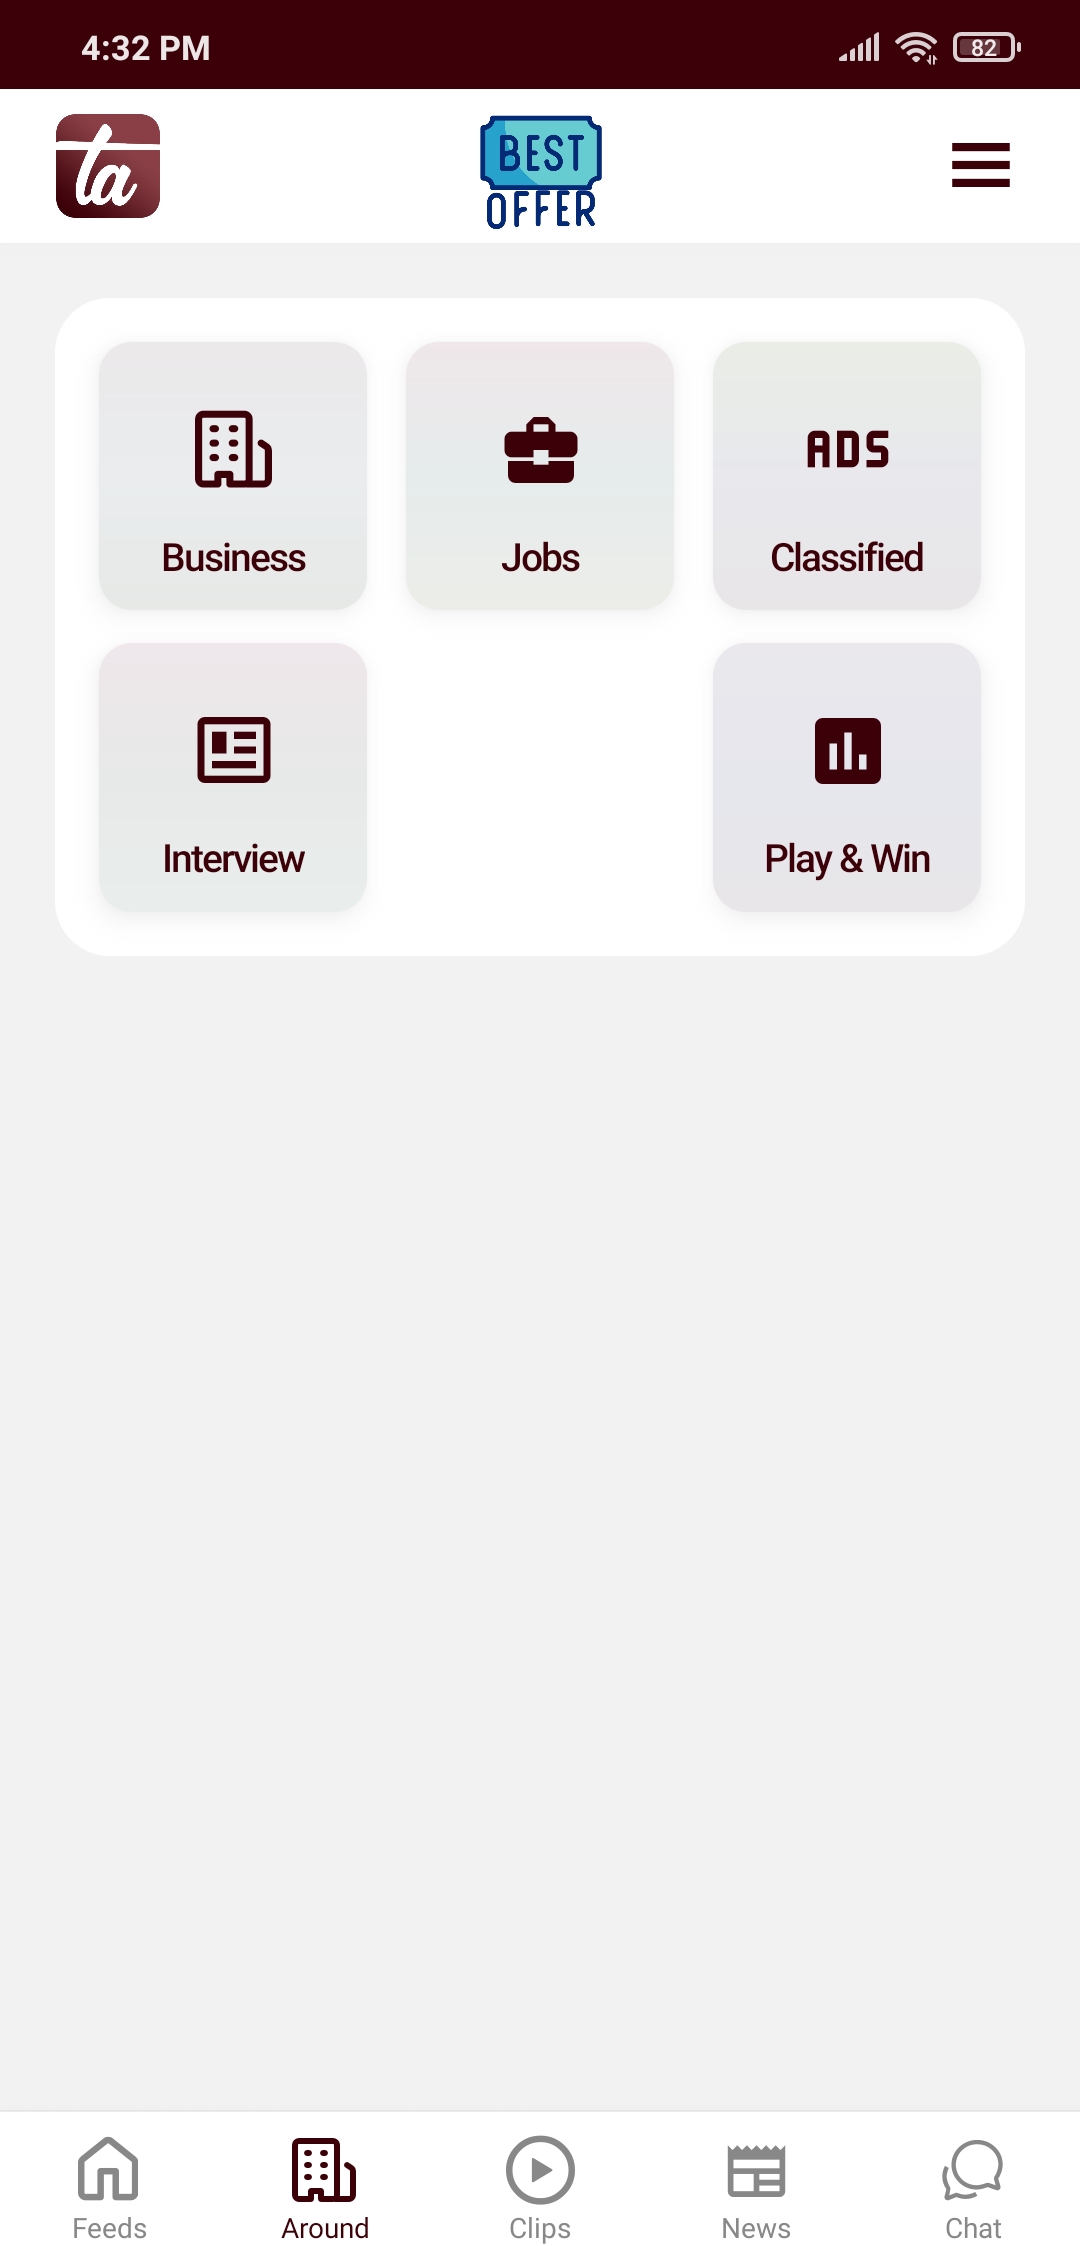 4:32 PM
82
ta
BEST
OFFER
ADS
Business
Jobs
Classified
Interview
Play & Win
Feeds
Around
Clips
News
Chat